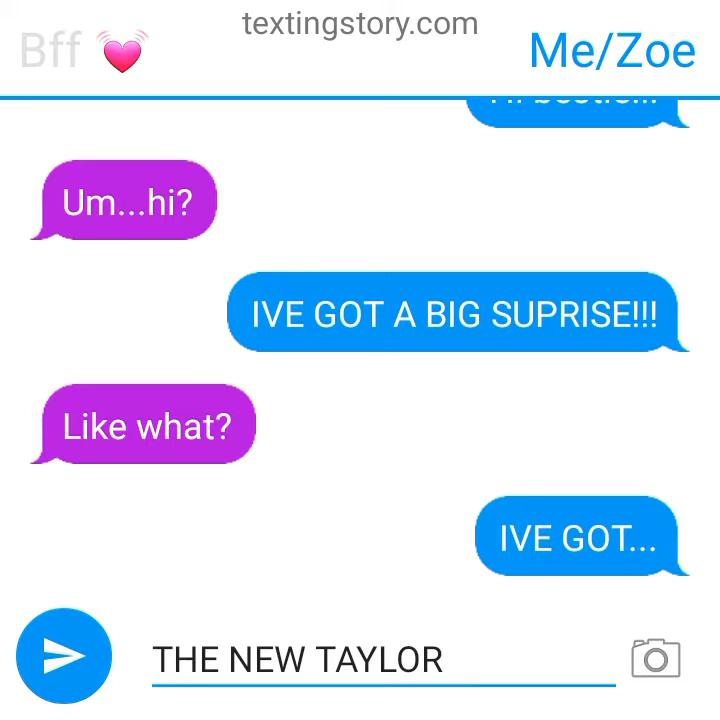 textingstory.com
Bff 💓
Me/Zoe
Um...hi?
IVE GOT A BIG SUPRISE!!!
Like what?
IVE GOT...
THE NEW TAYLOR